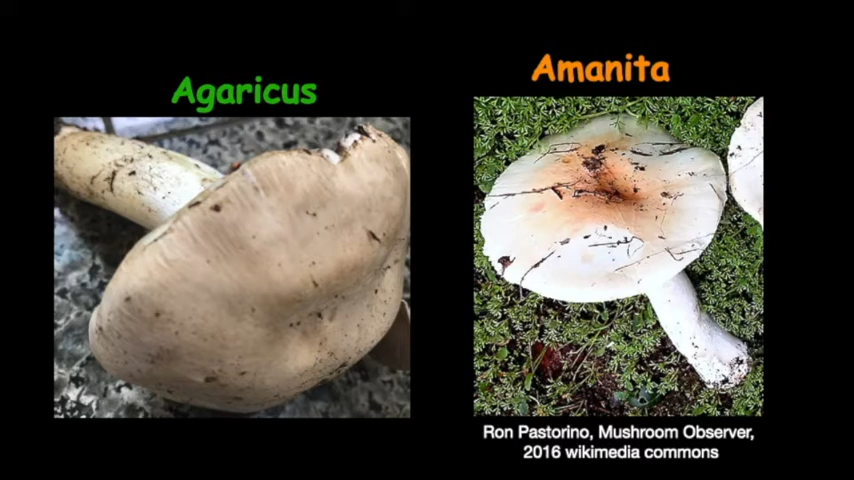 Agaricus
Amanita
Ron Pastorino, Mushroom Observer,
2016 wikimedia commons